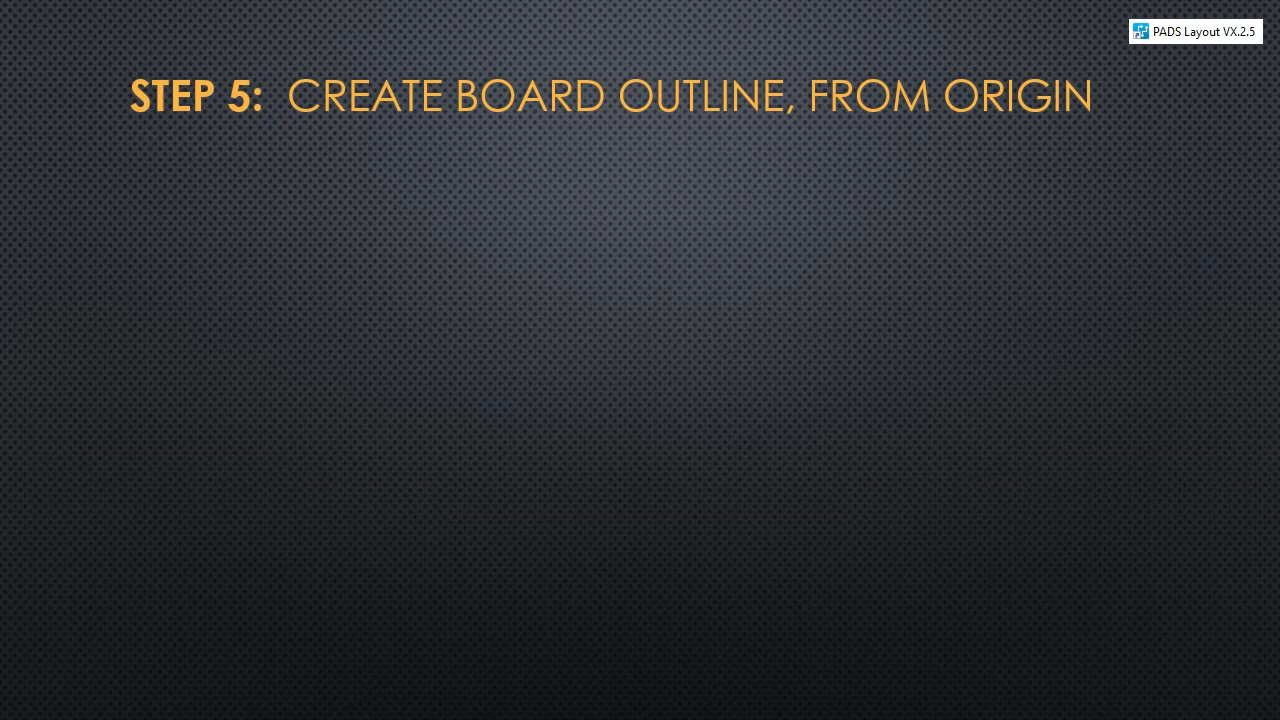 PADS Layout VX.2.5
STEP 5: CREATE BOARD OUTLINE, FROM ORIGIN